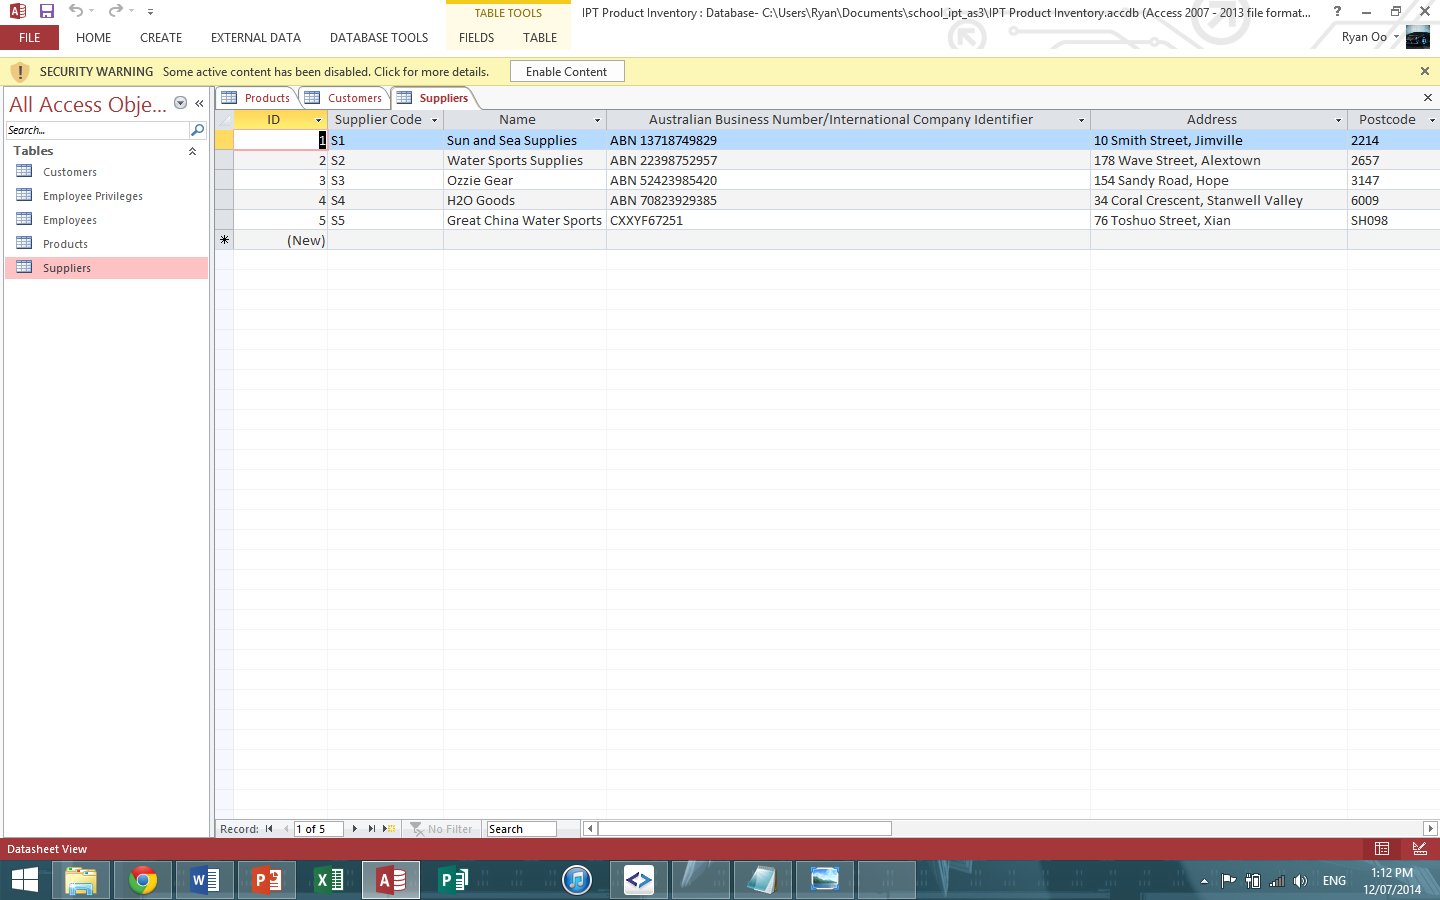 TABLE TOOLS
IPT Product Inventory : Database- C:\Users\Ryan\Documents\school_ipt_as3\IPT Product Inventory.accdb (Access 2007 - 2013 file format...
FILE HOME CREATE EXTERNAL DATA DATABASE TOOLS FIELDS TABLE Ryan Oo
SECURITY WARNING Some active content has been disabled. Click for more details. Enable Content
All Access Obje...
Search...
Tables
Customers
Employee Privileges
Employees
Products
Suppliers
Products Customers Suppliers
ID Supplier Code Name Australian Business Number/International Company Identifier Address Postcode
1 S1 Sun and Sea Supplies ABN 13718749829 10 Smith Street, Jimville 2214
2 S2 Water Sports Supplies ABN 22398752957 178 Wave Street, Alextown 2657
3 S3 Ozzie Gear ABN 52423985420 154 Sandy Road, Hope 3147
4 S4 H2O Goods ABN 70823929385 34 Coral Crescent, Stanwell Valley 6009
5 S5 Great China Water Sports CXXYF67251 76 Toshuo Street, Xian SH098
(New)
Record: 1 of 5 No Filter Search
Datasheet View
ENG
1:12 PM
12/07/2014